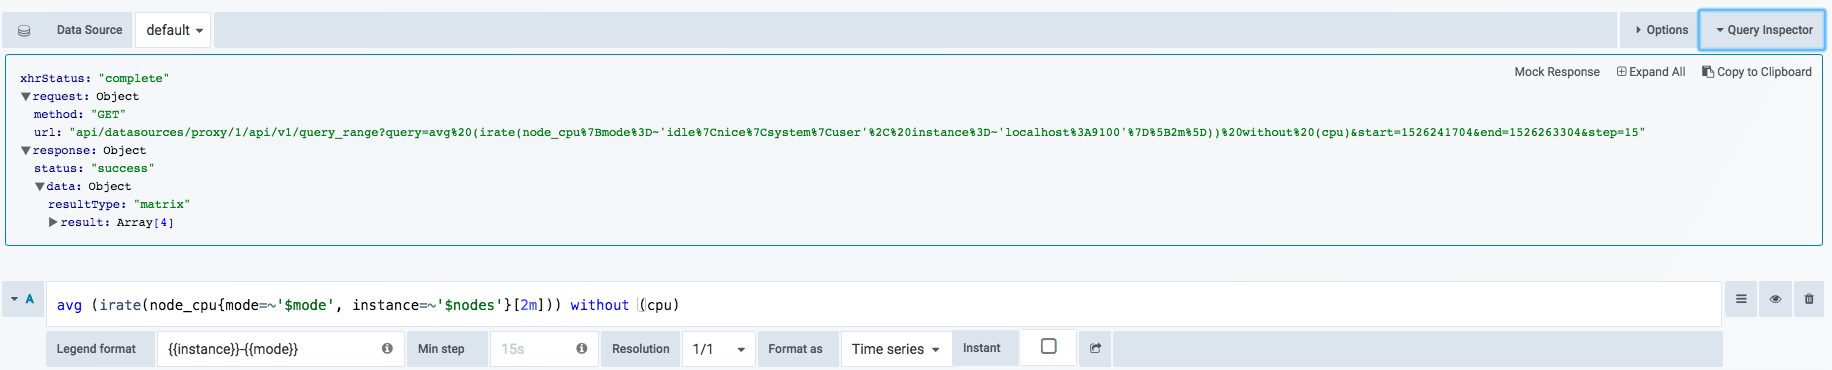 Data Source default Options Query Inspector
Mock Response Expand All Copy to Clipboard
xhrStatus: "complete"
request: Object
method: "GET"
url: "api/datasources/proxy/1/api/v1/query_range?query=avg%20(irate(node_cpu%7Bmode%3D~'idle%7Cnice%7Csystem%7Cuser'%2C%20instance%3D~'localhost%3A9100'%7D%5B2m%5D))%20without%20(cpu)&start=1526241704&end=1526263304&step=15"
response: Object
status: "success"
data: Object
resultType: "matrix"
result: Array[4]
A avg (irate(node_cpu{mode=~'$mode', instance=~'$nodes'}[2m])) without (cpu)
Legend format {{instance}}-{{mode}} Min step 15s Resolution 1/1 Format as Time series Instant